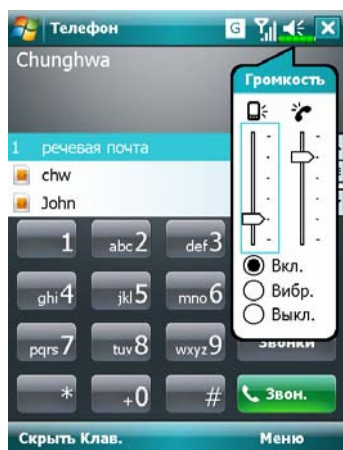 Телефон G
Chunghwa
Громкость
1 речевая почта
chw
John
Вкл.
Вибр.
Выкл.
1 abc 2 def 3
ghi 4 jkl 5 mno 6
pqrs 7 tuv 8 wxyz 9 Звонки
* +0 # Звон.
Скрыть Клав. Меню